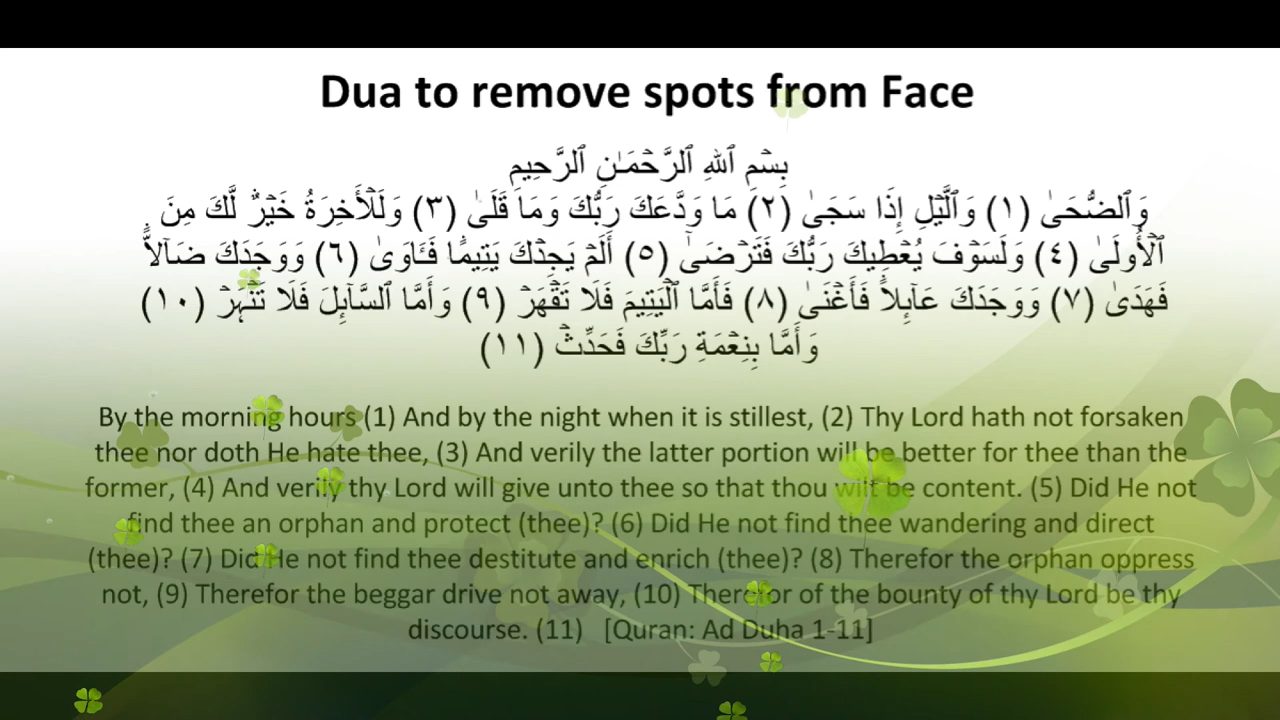 Dua to remove spots from Face
بِسۡمِ ٱللهِ ٱلرَّحۡمَـٰنِ ٱلرَّحِيم
وَٱلضُّحَىٰ (١) وَٱلَّيۡلِ إِذَا سَجَىٰ (٢) مَا وَدَّعَكَ رَبُّكَ وَمَا قَلَىٰ (٣) وَلَلۡأَخِرَةُ خَيۡرٌ لَّكَ مِنَ
ٱلۡأُولَىٰ (٤) وَلَسَوۡفَ يُعۡطِيكَ رَبُّكَ فَتَرۡضَىٰٓ (٥) أَلَمۡ يَجِدۡكَ يَتِيمًا فَـَٔاوَىٰ (٦) وَوَجَدَكَ ضَآلاًّ
فَهَدَىٰ (٧) وَوَجَدَكَ عَآٮِٕلاً فَأَغۡنَىٰ (٨) فَأَمَّا ٱلۡيَتِيمَ فَلَا تَقۡهَرۡ (٩) وَأَمَّا ٱلسَّآٮِٕلَ فَلَا تَنۡہَرۡ (١٠)
وَأَمَّا بِنِعۡمَةِ رَبِّكَ فَحَدِّثۡ (١١)
By the morning hours (1) And by the night when it is stillest, (2) Thy Lord hath not forsaken
thee nor doth He hate thee, (3) And verily the latter portion will be better for thee than the
former, (4) And verily thy Lord will give unto thee so that thou wilt be content. (5) Did He not
find thee an orphan and protect (thee)? (6) Did He not find thee wandering and direct
(thee)? (7) Did He not find thee destitute and enrich (thee)? (8) Therefor the orphan oppress
not, (9) Therefor the beggar drive not away, (10) Therefor of the bounty of thy Lord be thy
discourse. (11) [Quran: Ad Duha 1-11]